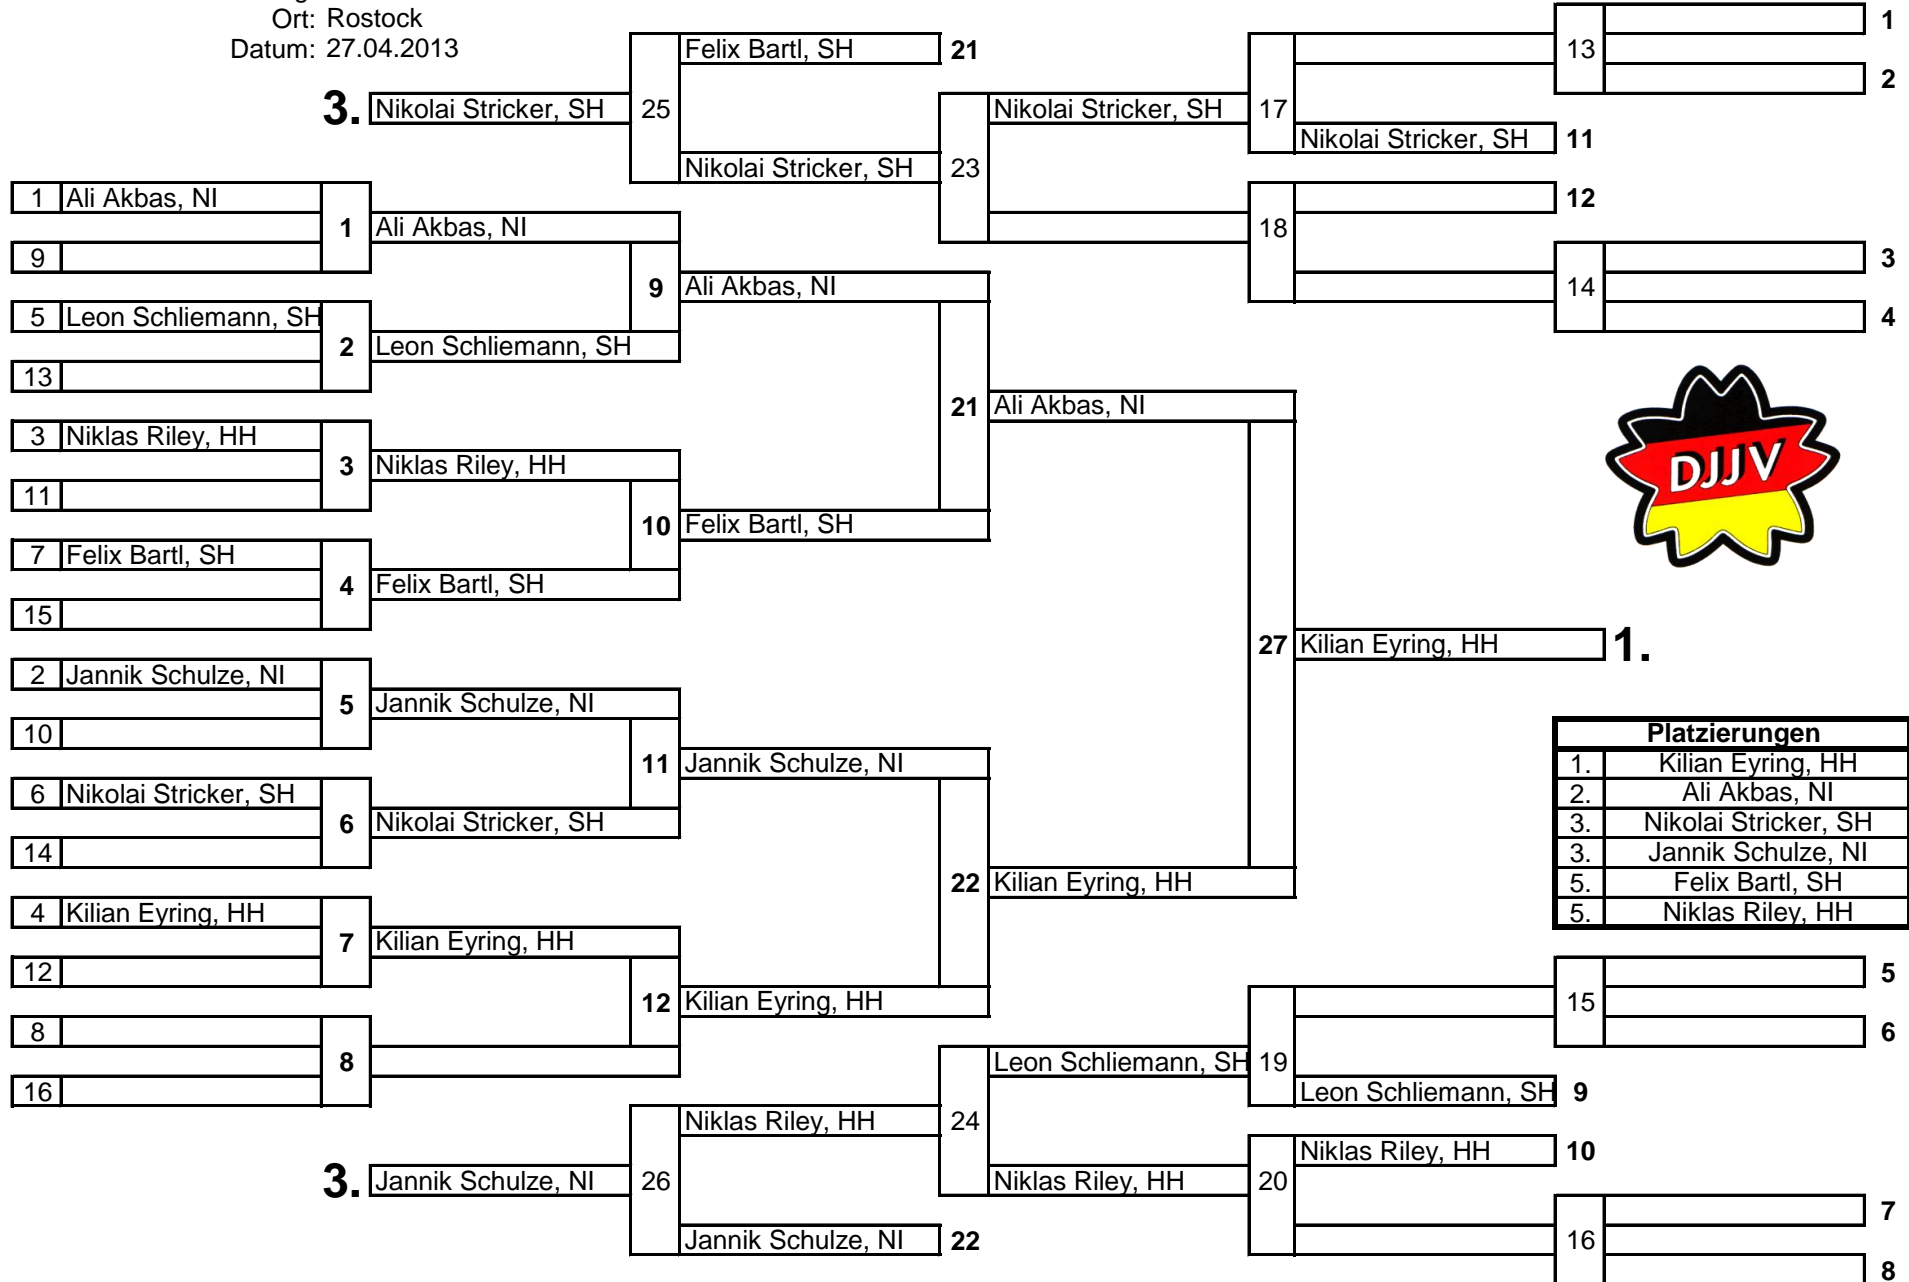 Ort: Rostock
Datum: 27.04.2013
1
13
2
Felix Bartl, SH 21
3. Nikolai Stricker, SH 25
Nikolai Stricker, SH 17
Nikolai Stricker, SH 11
Nikolai Stricker, SH 23
1 Ali Akbas, NI
12
1 Ali Akbas, NI
18
9
3
9 Ali Akbas, NI
14
5 Leon Schliemann, SH
4
2 Leon Schliemann, SH
13
21 Ali Akbas, NI
3 Niklas Riley, HH
3 Niklas Riley, HH
DJJV
11
10 Felix Bartl, SH
7 Felix Bartl, SH
4 Felix Bartl, SH
15
27 Kilian Eyring, HH 1.
2 Jannik Schulze, NI
5 Jannik Schulze, NI
10
11 Jannik Schulze, NI
6 Nikolai Stricker, SH
6 Nikolai Stricker, SH
14
Platzierungen
1. Kilian Eyring, HH
2. Ali Akbas, NI
3. Nikolai Stricker, SH
3. Jannik Schulze, NI
5. Felix Bartl, SH
5. Niklas Riley, HH
22 Kilian Eyring, HH
4 Kilian Eyring, HH
7 Kilian Eyring, HH
12
5
12 Kilian Eyring, HH
15
8
6
8
Leon Schliemann, SH 19
16
Leon Schliemann, SH 9
Niklas Riley, HH 24
Niklas Riley, HH 10
3. Jannik Schulze, NI 26
Niklas Riley, HH 20
7
Jannik Schulze, NI 22
16
8